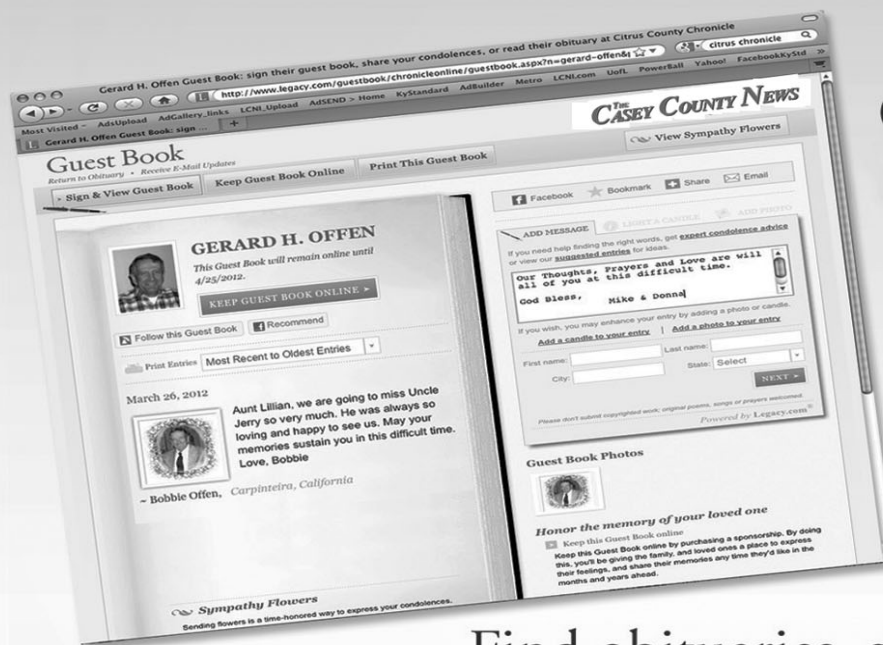 Gerard H. Offen Guest Book: sign their guest book, share your condolences, or read their obituary at Citrus County Chronicle
http://www.legacy.com/guestbook/chronicleonline/guestbook.aspx?n=gerard-offen&
citrus chronicle
Most Visited AdsUpload AdGallery_links LCNI_Upload AdSEND > Home KyStandard AdBuilder Metro LCNI.com UofL PowerBall Yahoo! FacebookKyStd »
Gerard H. Offen Guest Book: sign ... +
THE CASEY COUNTY NEWS
Guest Book
Return to Obituary • Receive E-Mail Updates
View Sympathy Flowers
Sign & View Guest Book Keep Guest Book Online Print This Guest Book
GERARD H. OFFEN
This Guest Book will remain online until
4/25/2012.
KEEP GUEST BOOK ONLINE
Follow this Guest Book Recommend
Print Entries Most Recent to Oldest Entries
March 26, 2012
Aunt Lillian, we are going to miss Uncle
Jerry so very much. He was always so
loving and happy to see us. May your
memories sustain you in this difficult time.
Love, Bobbie
~ Bobbie Offen, Carpinteira, California
Sympathy Flowers
Sending flowers is a time-honored way to express your condolences.
Facebook Bookmark Share Email
ADD MESSAGE LIGHT A CANDLE ADD PHOTO
If you need help finding the right words, get expert condolence advice
or view our suggested entries for ideas.
Our Thoughts, Prayers and Love are will
all of you at this difficult time.
God Bless, Mike & Donna
If you wish, you may enhance your entry by adding a photo or candle.
Add a candle to your entry | Add a photo to your entry
First name: Last name:
City: State: Select
NEXT
Please don't submit copyrighted work; original poems, songs or prayers welcomed.
Powered by Legacy.com®
Guest Book Photos
Honor the memory of your loved one
Keep this Guest Book online
Keep this Guest Book online by purchasing a sponsorship. By doing
this, you'll be giving the family, and loved ones a place to express
their feelings, and share their memories any time they'd like in the
months and years ahead.
Find obituaries